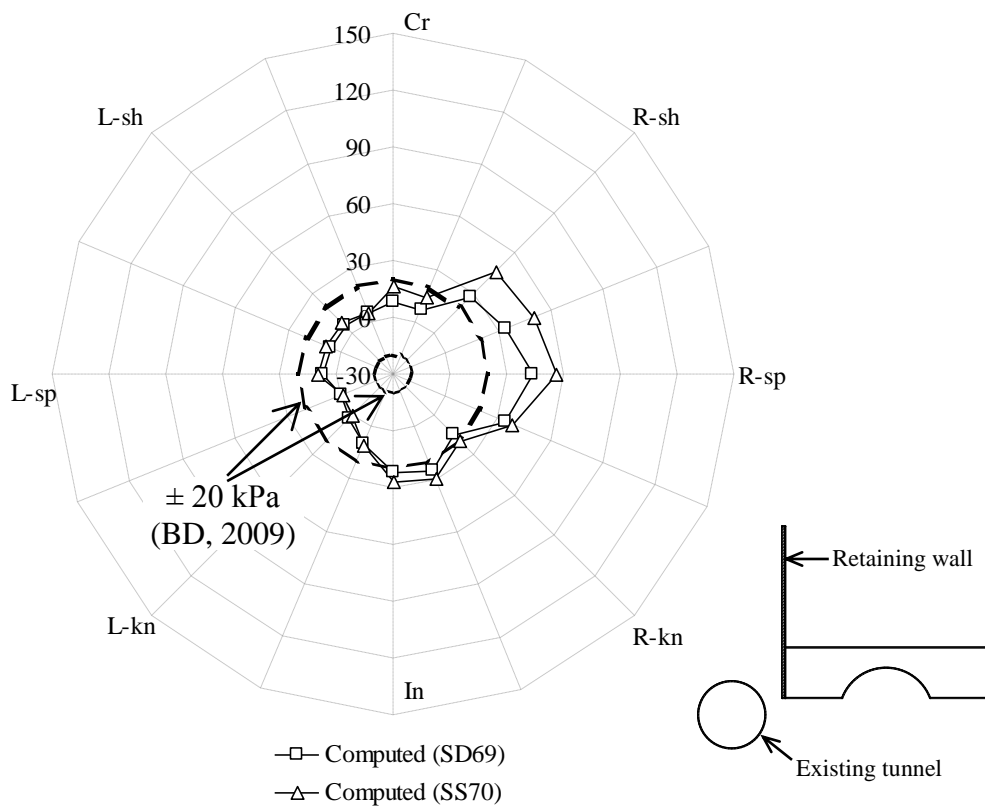 Cr
150
120
90
60
30
0
-30
L-sh
R-sh
L-sp
R-sp
± 20 kPa
(BD, 2009)
L-kn
R-kn
In
Retaining wall
Existing tunnel
Computed (SD69)
Computed (SS70)